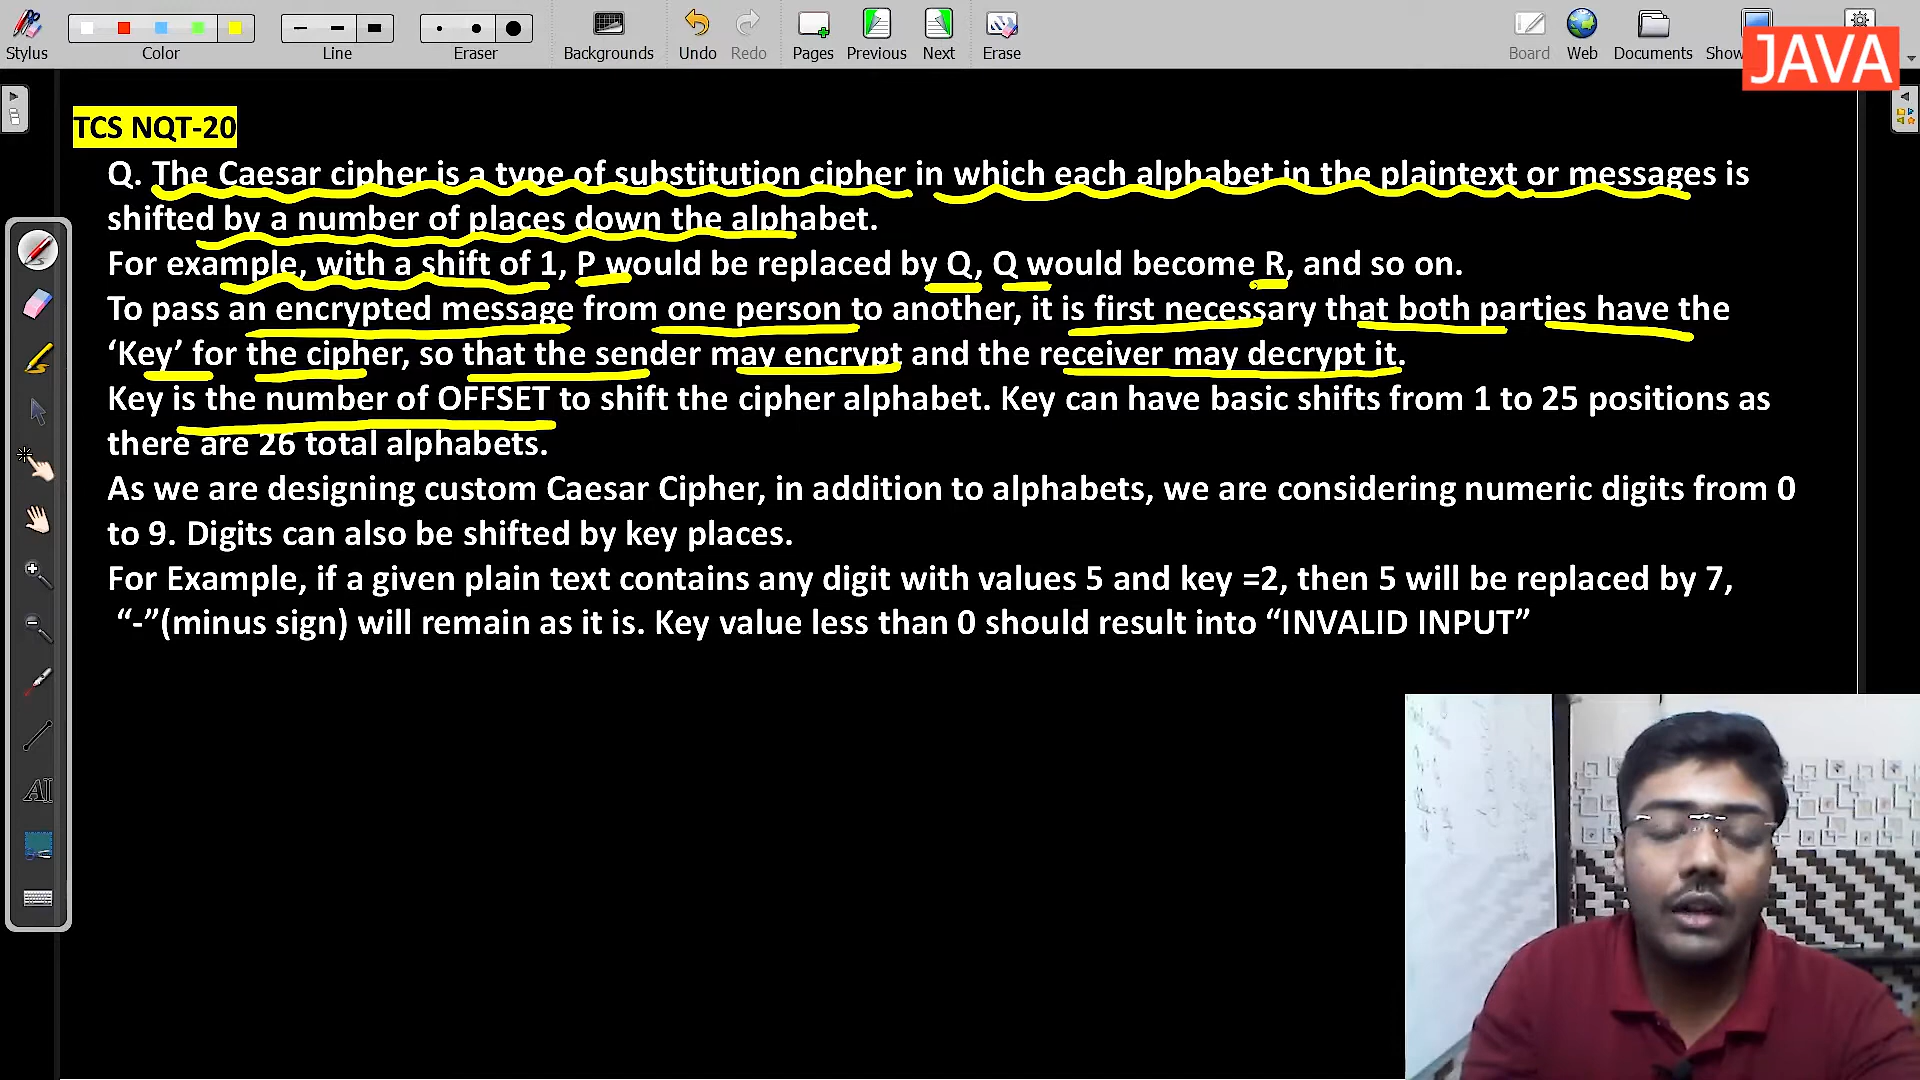 Stylus
Color
Line
Eraser
Backgrounds
Undo
Redo
Pages
Previous
Next
Erase
Board
Web
Documents
Show
JAVA
TCS NQT-20
Q. The Caesar cipher is a type of substitution cipher in which each alphabet in the plaintext or messages is
shifted by a number of places down the alphabet.
For example, with a shift of 1, P would be replaced by Q, Q would become R, and so on.
To pass an encrypted message from one person to another, it is first necessary that both parties have the
‘Key’ for the cipher, so that the sender may encrypt and the receiver may decrypt it.
Key is the number of OFFSET to shift the cipher alphabet. Key can have basic shifts from 1 to 25 positions as
there are 26 total alphabets.
As we are designing custom Caesar Cipher, in addition to alphabets, we are considering numeric digits from 0
to 9. Digits can also be shifted by key places.
For Example, if a given plain text contains any digit with values 5 and key =2, then 5 will be replaced by 7,
“-”(minus sign) will remain as it is. Key value less than 0 should result into “INVALID INPUT”
AI